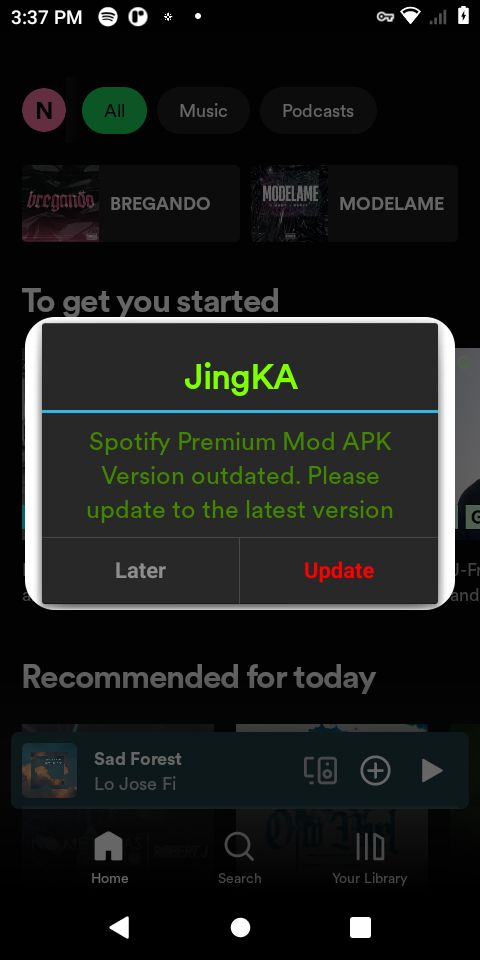 3:37 PM
N
All
Music
Podcasts
bregando
BREGANDO
MODELAME
MODELAME
To get you started
JingKA
Spotify Premium Mod APK
Version outdated. Please
update to the latest version
Later
Update
and
Recommended for today
Sad Forest
Lo Jose Fi
Home
Search
Your Library